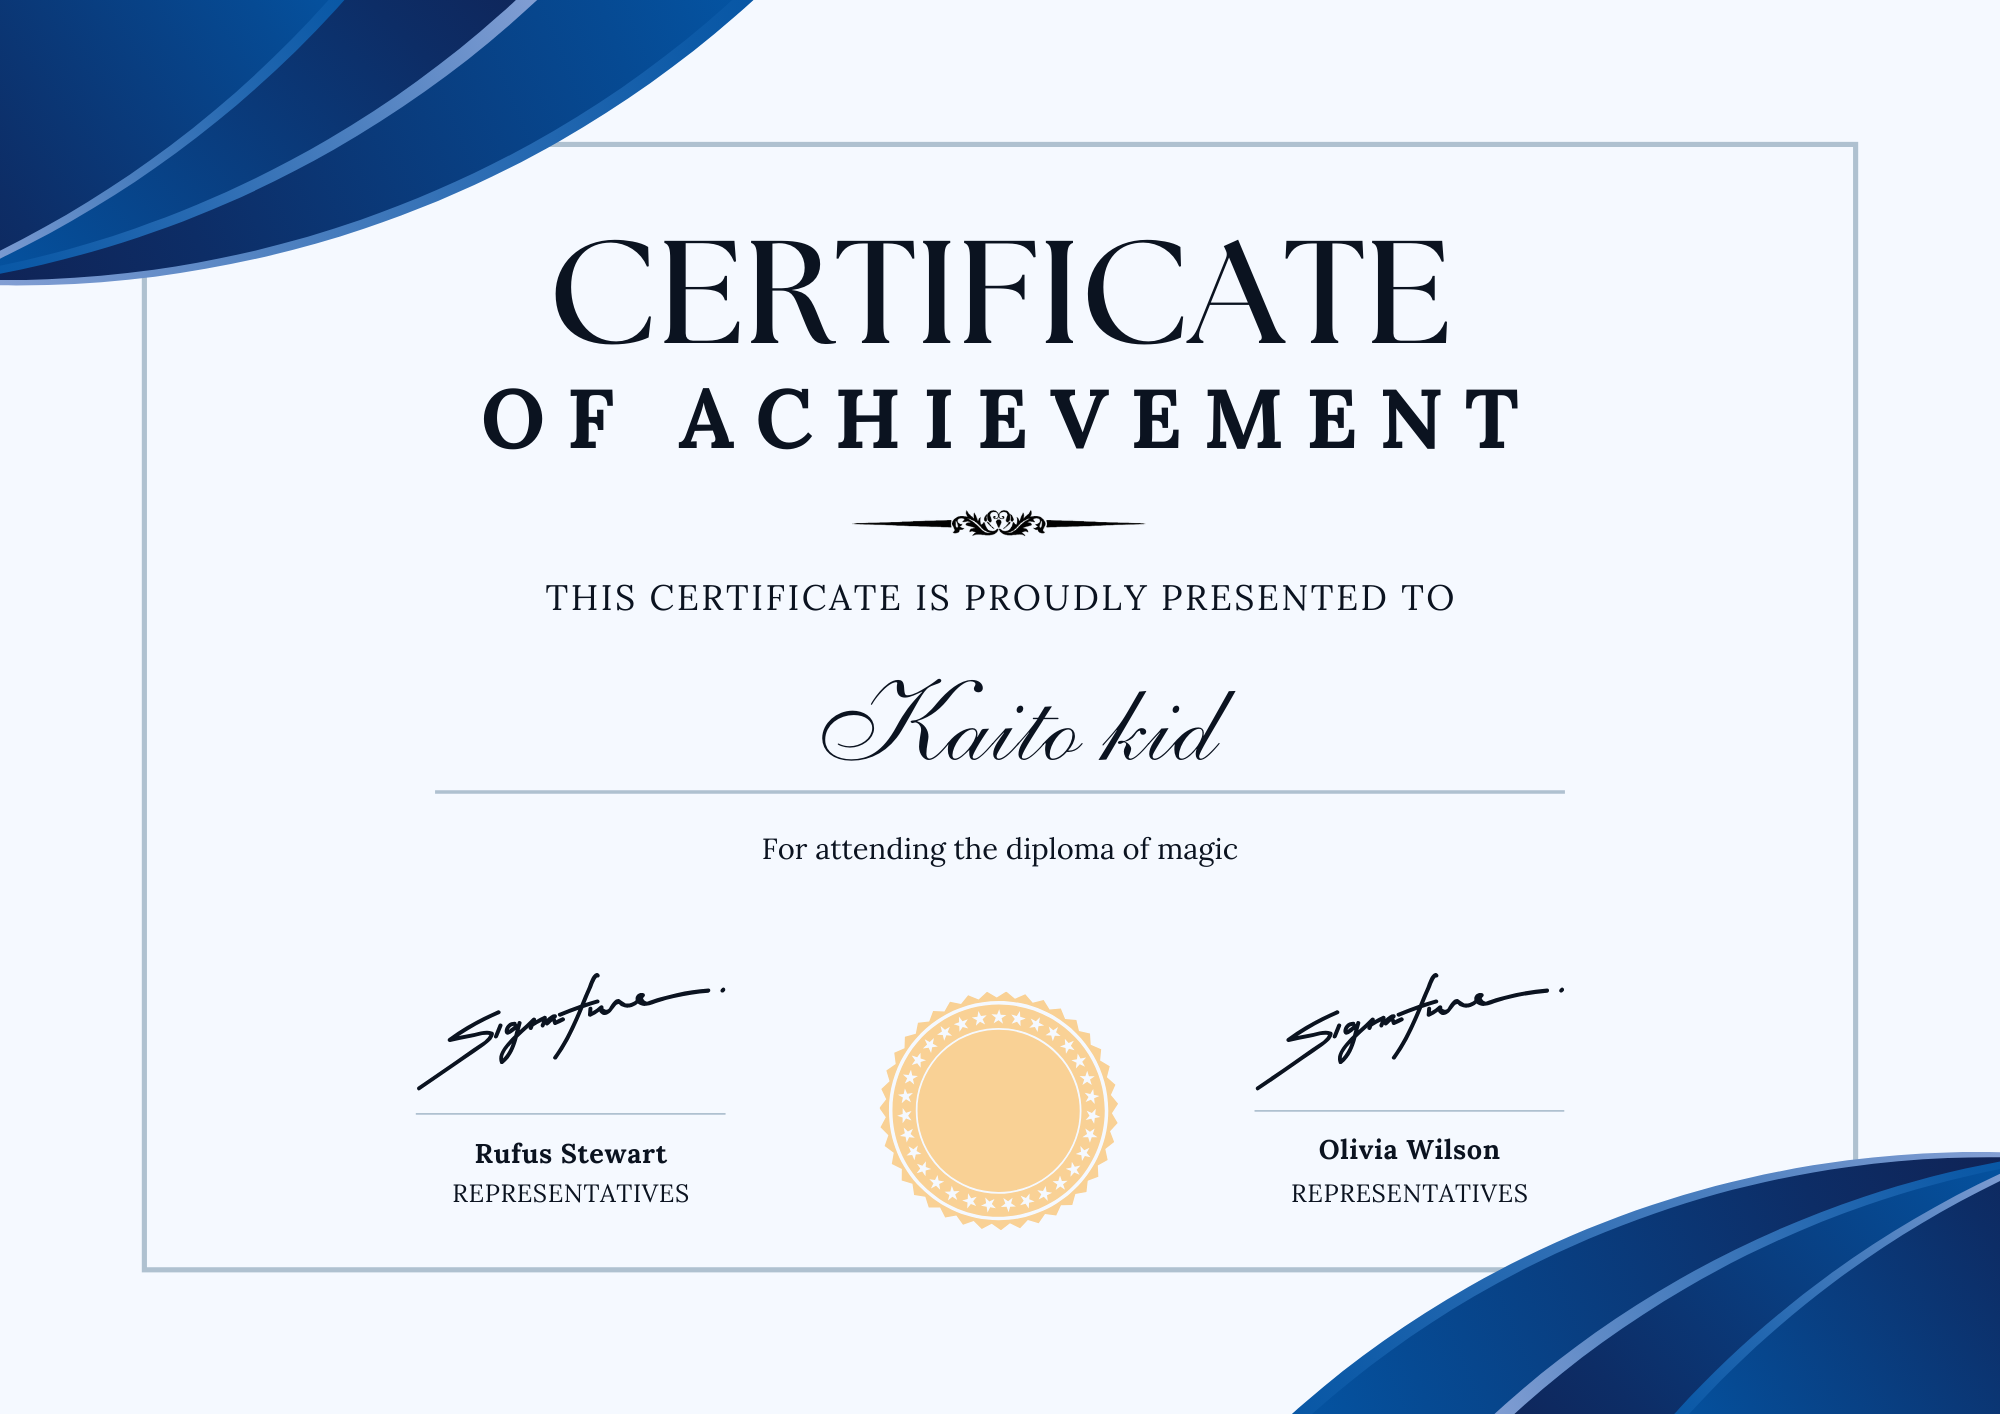 CERTIFICATE
OF ACHIEVEMENT
THIS CERTIFICATE IS PROUDLY PRESENTED TO
Kaito kid
For attending the diploma of magic
Signature
Signature
Rufus Stewart
Olivia Wilson
REPRESENTATIVES
REPRESENTATIVES